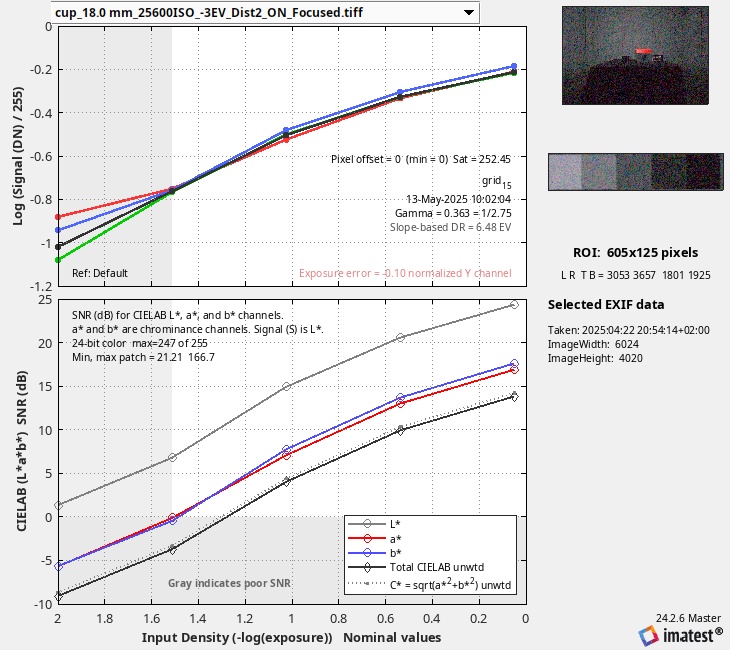 cup_18.0 mm_25600ISO_-3EV_Dist2_ON_Focused.tiff
0
-0.2
-0.4
-0.6
-0.8
-1
-1.2
Log (Signal (DN) / 255)
Pixel offset = 0 (min = 0) Sat = 252.45
grid15
13-May-2025 10:02:04
Gamma = 0.363 = 1/2.75
Slope-based DR = 6.48 EV
Ref: Default
Exposure error = -0.10 normalized Y channel
25
20
15
10
5
0
-5
-10
CIELAB (L*a*b*) SNR (dB)
SNR (dB) for CIELAB L*, a*, and b* channels.
a* and b* are chrominance channels. Signal (S) is L*.
24-bit color max=247 of 255
Min, max patch = 21.21 166.7
Gray indicates poor SNR
L*
a*
b*
Total CIELAB unwtd
C* = sqrt(a*2+b*2) unwtd
2 1.8 1.6 1.4 1.2 1 0.8 0.6 0.4 0.2 0
Input Density (-log(exposure)) Nominal values
ROI: 605x125 pixels
L R T B = 3053 3657 1801 1925
Selected EXIF data
Taken: 2025:04:22 20:54:14+02:00
ImageWidth: 6024
ImageHeight: 4020
24.2.6 Master
imatest®